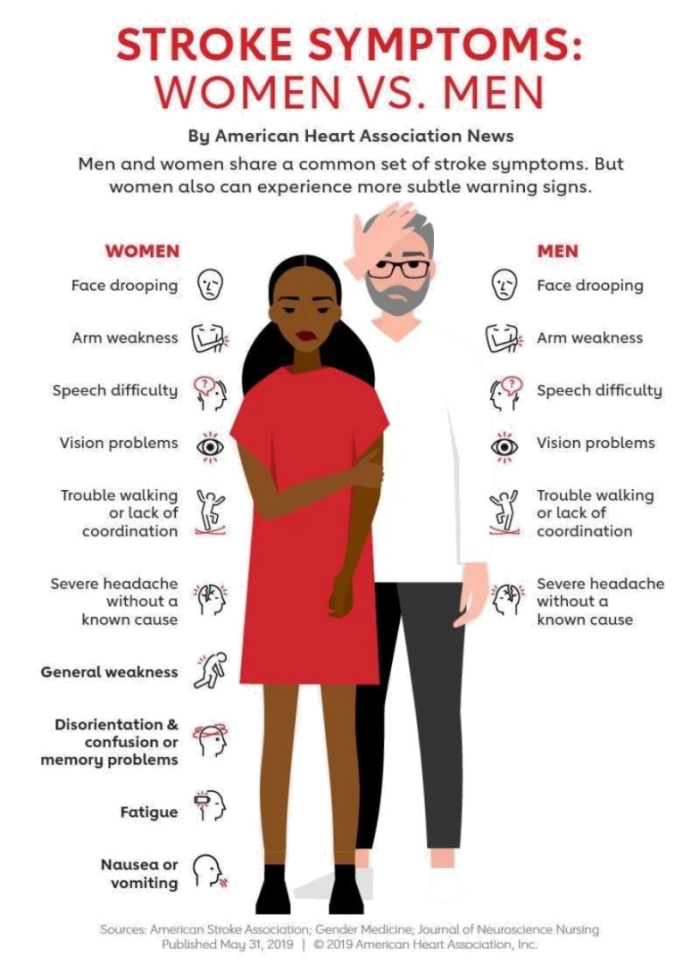 STROKE SYMPTOMS:
WOMEN VS. MEN
By American Heart Association News
Men and women share a common set of stroke symptoms. But
women also can experience more subtle warning signs.
WOMEN
Face drooping
Arm weakness
Speech difficulty
?
Vision problems
Trouble walking
or lack of
coordination
Severe headache
without a
known cause
General weakness
Disorientation &
confusion or
memory problems
Fatigue
Nausea or
vomiting
MEN
Face drooping
Arm weakness
?
Speech difficulty
Vision problems
Trouble walking
or lack of
coordination
Severe headache
without a
known cause
Sources: American Stroke Association; Gender Medicine; Journal of Neuroscience Nursing
Published May 31, 2019 | © 2019 American Heart Association, Inc.